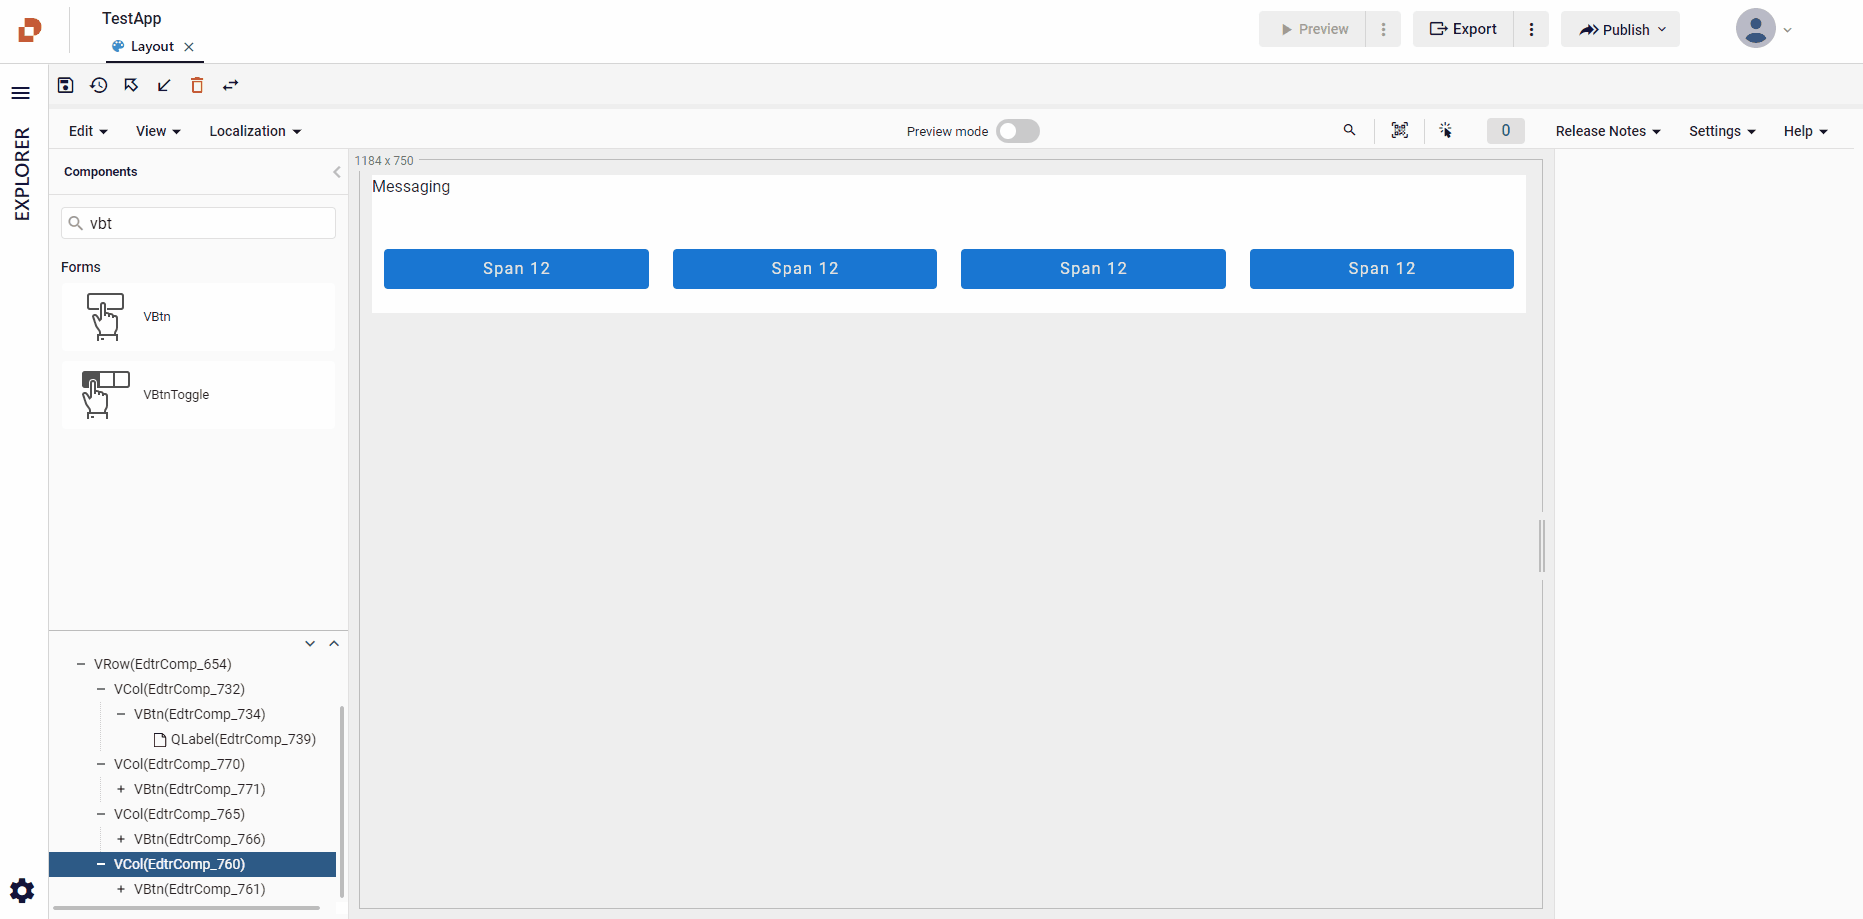 TestApp
Layout
Preview
Export
Publish
EXPLORER
Edit
View
Localization
Preview mode
0
Release Notes
Settings
Help
Components
1184 x 750
vbt
Forms
VBtn
VBtnToggle
Messaging
Span 12
Span 12
Span 12
Span 12
VRow(EdtrComp_654)
VCol(EdtrComp_732)
VBtn(EdtrComp_734)
QLabel(EdtrComp_739)
VCol(EdtrComp_770)
VBtn(EdtrComp_771)
VCol(EdtrComp_765)
VBtn(EdtrComp_766)
VCol(EdtrComp_760)
VBtn(EdtrComp_761)